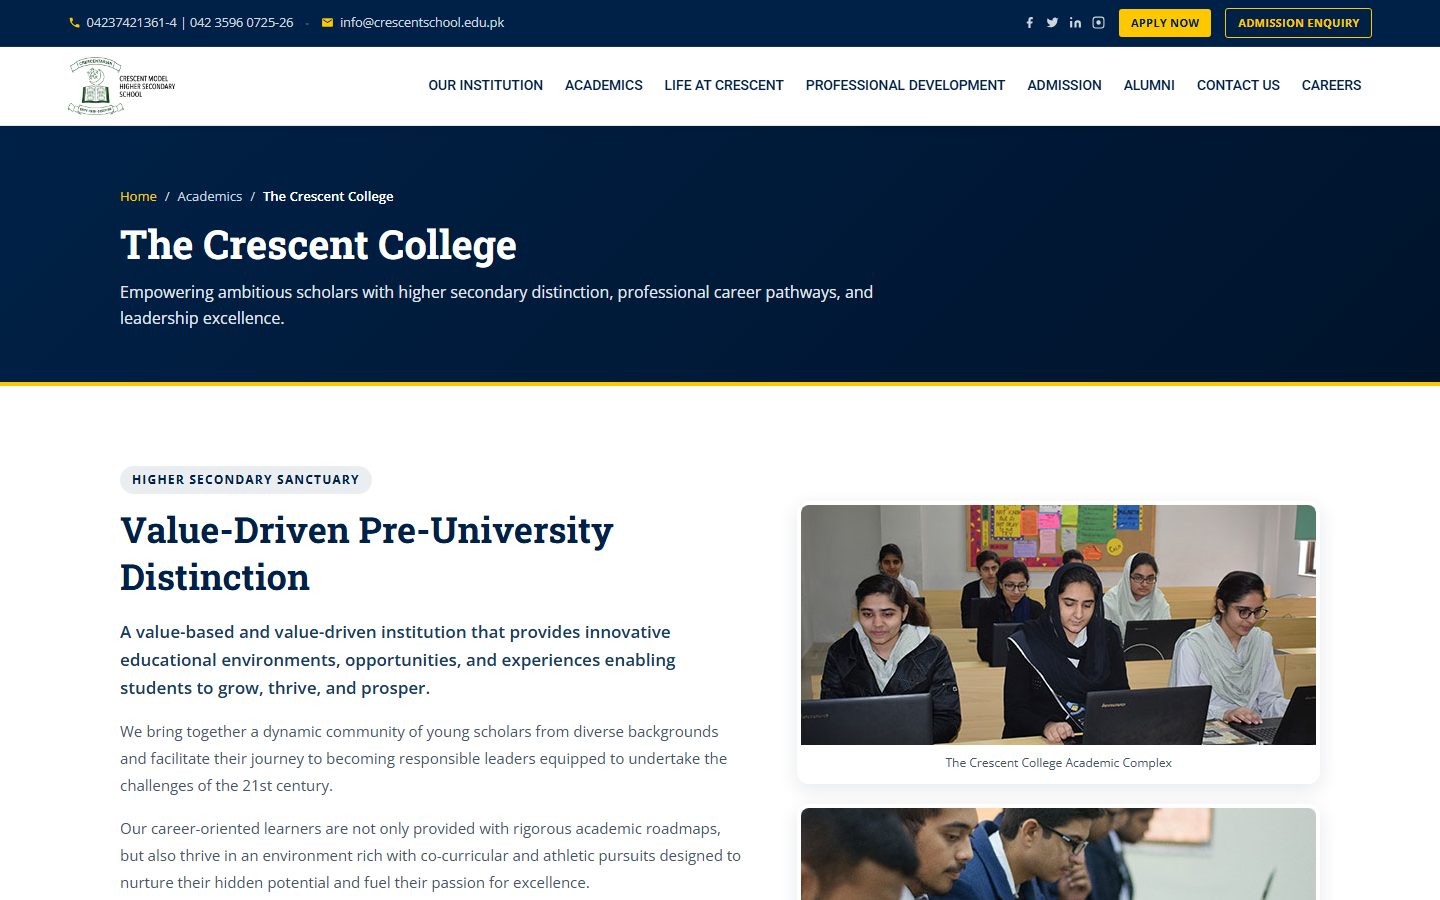 04237421361-4 | 042 3596 0725-26
info@crescentschool.edu.pk
APPLY NOW
ADMISSION ENQUIRY
CRESCENT MODEL
HIGHER SECONDARY
SCHOOL
OUR INSTITUTION
ACADEMICS
LIFE AT CRESCENT
PROFESSIONAL DEVELOPMENT
ADMISSION
ALUMNI
CONTACT US
CAREERS
Home / Academics / The Crescent College
The Crescent College
Empowering ambitious scholars with higher secondary distinction, professional career pathways, and
leadership excellence.
HIGHER SECONDARY SANCTUARY
Value-Driven Pre-University
Distinction
A value-based and value-driven institution that provides innovative
educational environments, opportunities, and experiences enabling
students to grow, thrive, and prosper.
We bring together a dynamic community of young scholars from diverse backgrounds
and facilitate their journey to becoming responsible leaders equipped to undertake the
challenges of the 21st century.
Our career-oriented learners are not only provided with rigorous academic roadmaps,
but also thrive in an environment rich with co-curricular and athletic pursuits designed to
nurture their hidden potential and fuel their passion for excellence.
lenovo
The Crescent College Academic Complex